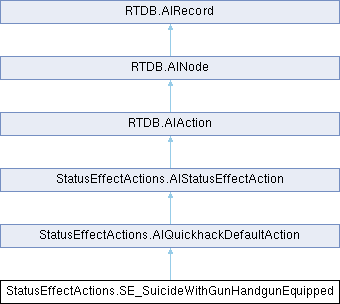 RTDB.AIRecord
RTDB.AINode
RTDB.AIAction
StatusEffectActions.AIStatusEffectAction
StatusEffectActions.AIQuickhackDefaultAction
StatusEffectActions.SE_SuicideWithGunHandgunEquipped